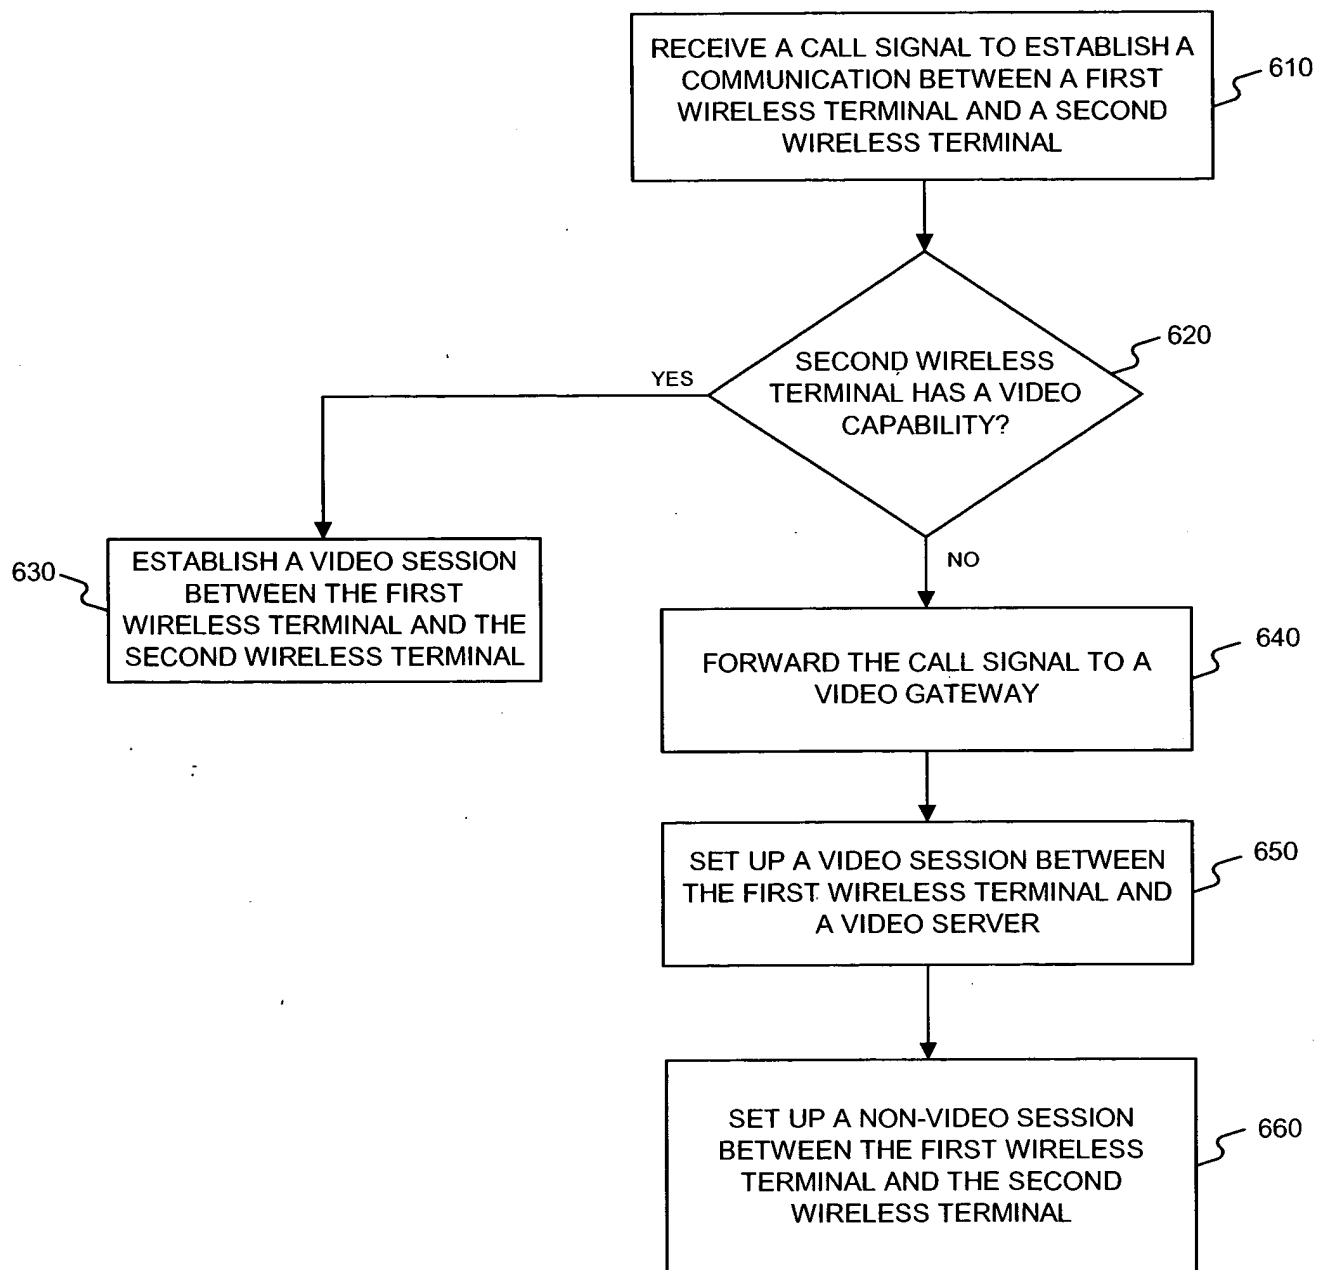 RECEIVE A CALL SIGNAL TO ESTABLISH A
COMMUNICATION BETWEEN A FIRST
WIRELESS TERMINAL AND A SECOND
WIRELESS TERMINAL
610
SECOND WIRELESS
TERMINAL HAS A VIDEO
CAPABILITY?
620
YES
NO
ESTABLISH A VIDEO SESSION
BETWEEN THE FIRST
WIRELESS TERMINAL AND THE
SECOND WIRELESS TERMINAL
630
FORWARD THE CALL SIGNAL TO A
VIDEO GATEWAY
640
SET UP A VIDEO SESSION BETWEEN
THE FIRST WIRELESS TERMINAL AND
A VIDEO SERVER
650
SET UP A NON-VIDEO SESSION
BETWEEN THE FIRST WIRELESS
TERMINAL AND THE SECOND
WIRELESS TERMINAL
660